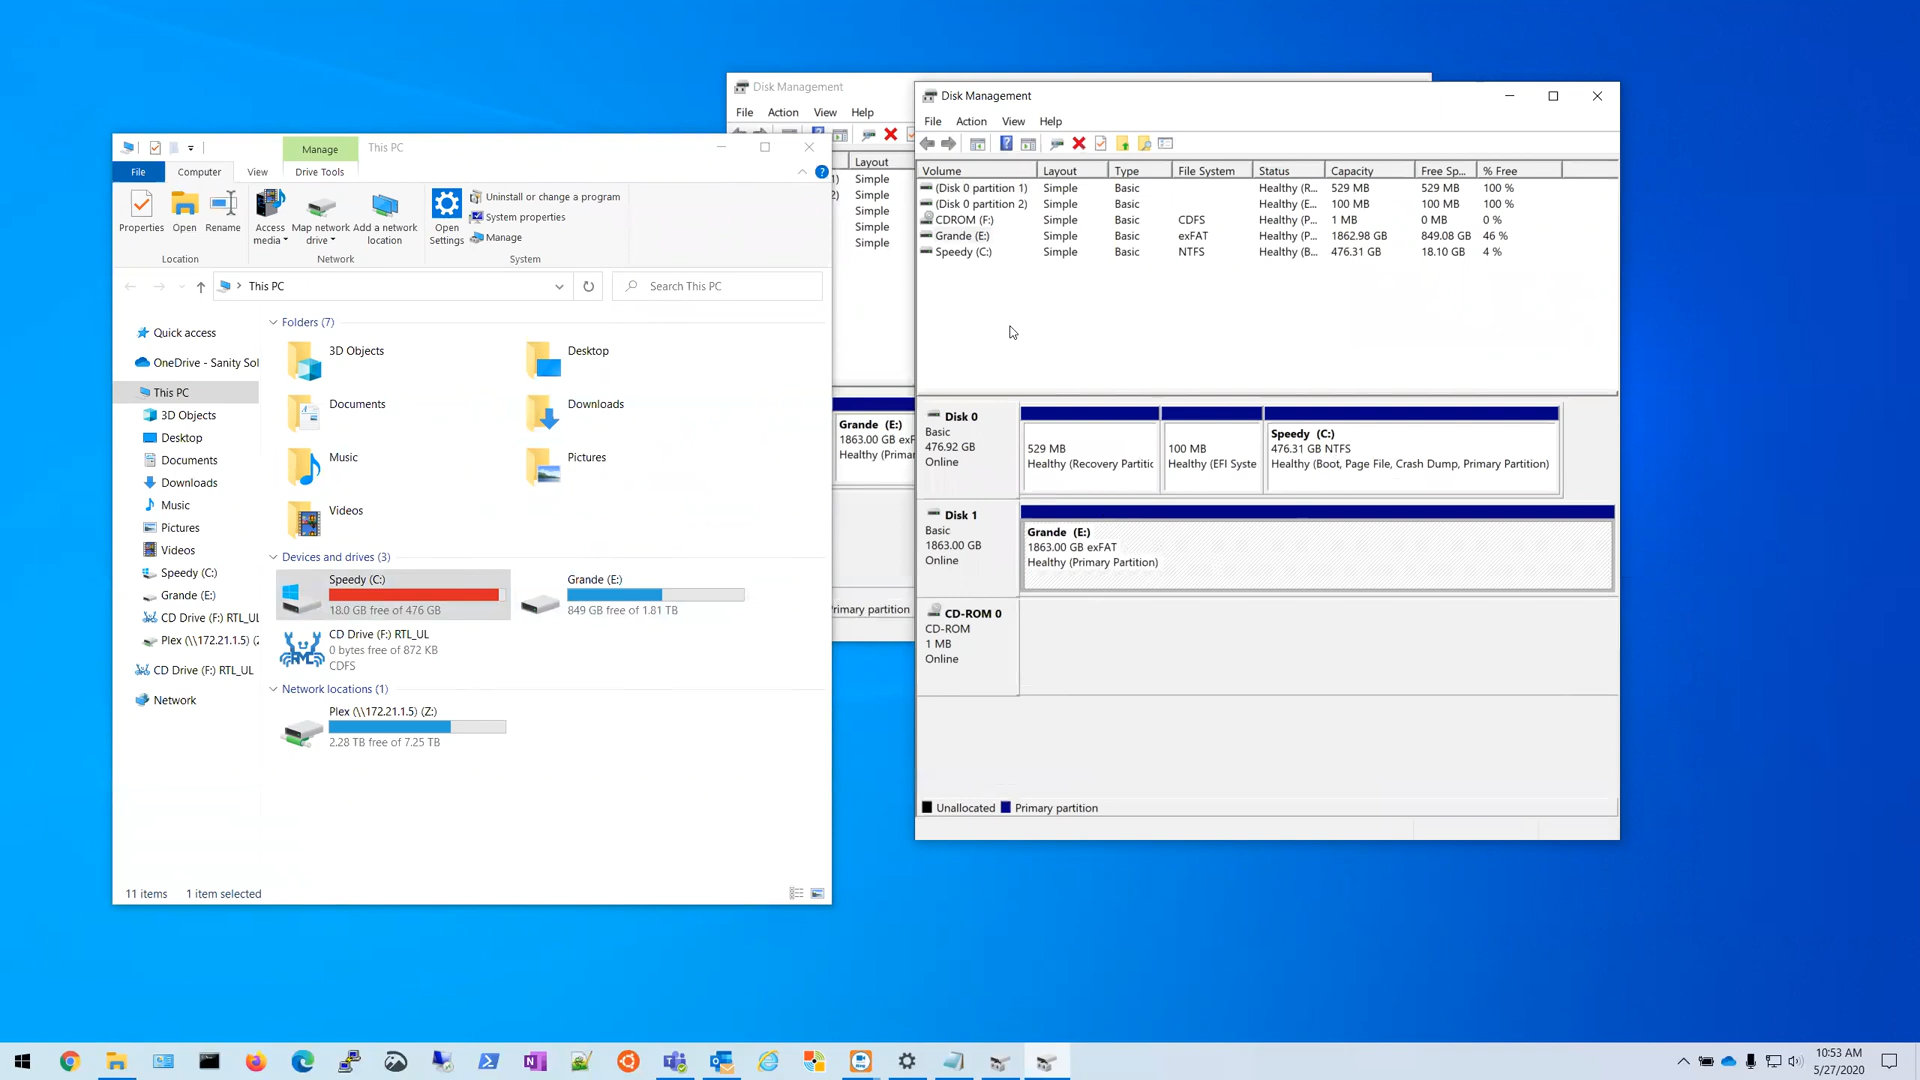 Disk Management
File Action View Help
Layout
Simple
Simple
Simple
Simple
Simple
Grande (E:)
1863.00 GB exF
Healthy (Primar
rimary partition
Manage
This PC
File
Computer
View
Drive Tools
Properties
Open
Rename
Access media
Map network drive
Add a network location
Open Settings
Uninstall or change a program
System properties
Manage
Location
Network
System
This PC
Search This PC
Quick access
OneDrive - Sanity Sol
This PC
3D Objects
Desktop
Documents
Downloads
Music
Pictures
Videos
Speedy (C:)
Grande (E:)
CD Drive (F:) RTL_UL
Plex (\\172.21.1.5) (Z
CD Drive (F:) RTL_UL
Network
Folders (7)
3D Objects
Desktop
Documents
Downloads
Music
Pictures
Videos
Devices and drives (3)
Speedy (C:)
18.0 GB free of 476 GB
Grande (E:)
849 GB free of 1.81 TB
CD Drive (F:) RTL_UL
0 bytes free of 872 KB
CDFS
Network locations (1)
Plex (\\172.21.1.5) (Z:)
2.28 TB free of 7.25 TB
11 items 1 item selected
Disk Management
File Action View Help
Volume Layout Type File System Status Capacity Free Sp... % Free
(Disk 0 partition 1) Simple Basic Healthy (R... 529 MB 529 MB 100 %
(Disk 0 partition 2) Simple Basic Healthy (E... 100 MB 100 MB 100 %
CDROM (F:) Simple Basic CDFS Healthy (P... 1 MB 0 MB 0 %
Grande (E:) Simple Basic exFAT Healthy (P... 1862.98 GB 849.08 GB 46 %
Speedy (C:) Simple Basic NTFS Healthy (B... 476.31 GB 18.10 GB 4 %
Disk 0
Basic
476.92 GB
Online
529 MB
Healthy (Recovery Partitic
100 MB
Healthy (EFI Syste
Speedy (C:)
476.31 GB NTFS
Healthy (Boot, Page File, Crash Dump, Primary Partition)
Disk 1
Basic
1863.00 GB
Online
Grande (E:)
1863.00 GB exFAT
Healthy (Primary Partition)
CD-ROM 0
CD-ROM
1 MB
Online
Unallocated Primary partition
10:53 AM
5/27/2020